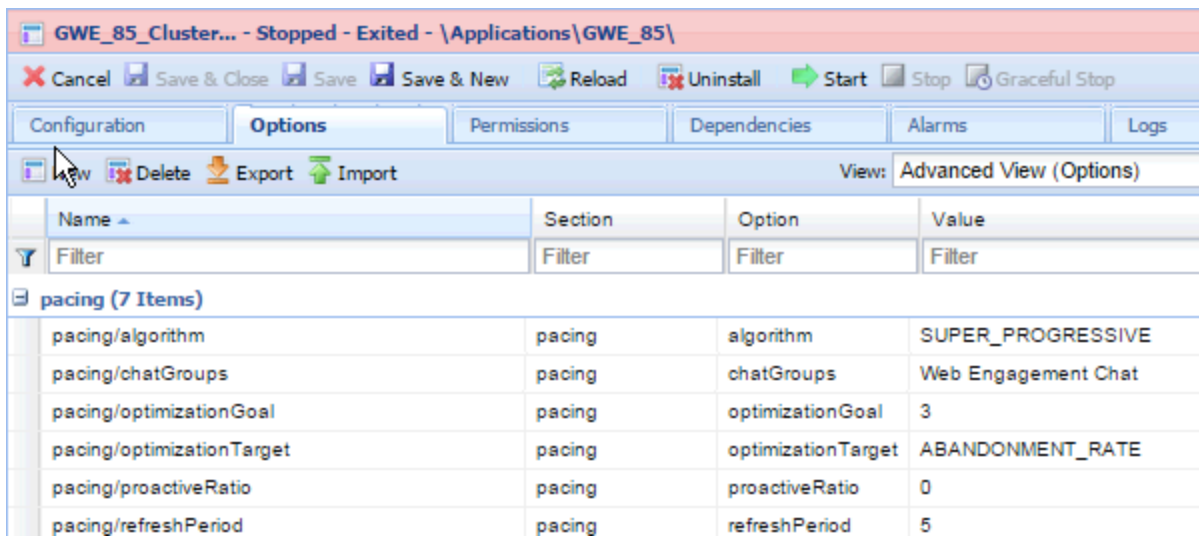 GWE_85_Cluster... - Stopped - Exited - \Applications\GWE_85\
Cancel Save & Close Save Save & New Reload Uninstall Start Stop Graceful Stop
Configuration Options Permissions Dependencies Alarms Logs
Delete Export Import View: Advanced View (Options)
Name Section Option Value
Filter Filter Filter Filter
pacing (7 Items)
pacing/algorithm pacing algorithm SUPER_PROGRESSIVE
pacing/chatGroups pacing chatGroups Web Engagement Chat
pacing/optimizationGoal pacing optimizationGoal 3
pacing/optimizationTarget pacing optimizationTarget ABANDONMENT_RATE
pacing/proactiveRatio pacing proactiveRatio 0
pacing/refreshPeriod pacing refreshPeriod 5